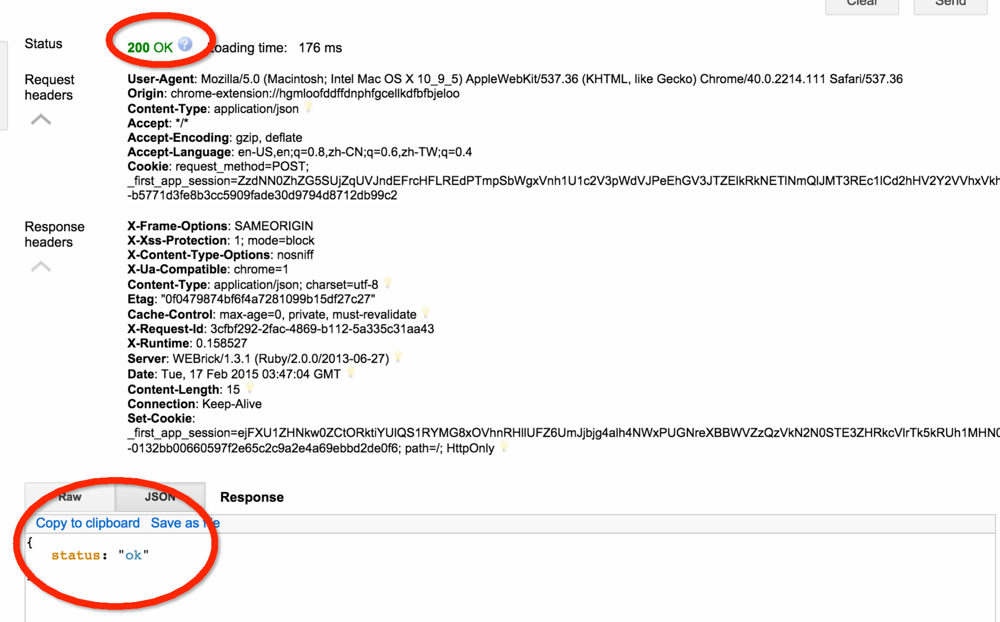 Clear Send
Status 200 OK Loading time: 176 ms
Request headers
User-Agent: Mozilla/5.0 (Macintosh; Intel Mac OS X 10_9_5) AppleWebKit/537.36 (KHTML, like Gecko) Chrome/40.0.2214.111 Safari/537.36
Origin: chrome-extension://hgmloofddffdnphfgcellkdfbfbjeloo
Content-Type: application/json
Accept: */*
Accept-Encoding: gzip, deflate
Accept-Language: en-US,en;q=0.8,zh-CN;q=0.6,zh-TW;q=0.4
Cookie: request_method=POST;
_first_app_session=ZzdNN0ZhZG5SUjZqUVJndEFrcHFLREdPTmpSbWgxVnh1U1c2V3pWdVJPeEhGV3JTZElkRkNETlNmQlJMT3REc1lCd2hHV2Y2VVhxVkh
-b5771d3fe8b3cc5909fade30d9794d8712db99c2
Response headers
X-Frame-Options: SAMEORIGIN
X-Xss-Protection: 1; mode=block
X-Content-Type-Options: nosniff
X-Ua-Compatible: chrome=1
Content-Type: application/json; charset=utf-8
Etag: "0f0479874bf6f4a7281099b15df27c27"
Cache-Control: max-age=0, private, must-revalidate
X-Request-Id: 3cfbf292-2fac-4869-b112-5a335c31aa43
X-Runtime: 0.158527
Server: WEBrick/1.3.1 (Ruby/2.0.0/2013-06-27)
Date: Tue, 17 Feb 2015 03:47:04 GMT
Content-Length: 15
Connection: Keep-Alive
Set-Cookie:
_first_app_session=ejFXU1ZHNkw0ZCtORktiYUlQS1RYMG8xOVhnRHllUFZ6UmJjbjg4alh4NWxPUGNreXBBWVZzQzVkN2N0STE3ZHRkcVlrTk5kRUh1MHN0
-0132bb00660597f2e65c2c9a2e4a69ebbd2de0f6; path=/; HttpOnly
Raw JSON Response
Copy to clipboard Save as file
{
status: "ok"